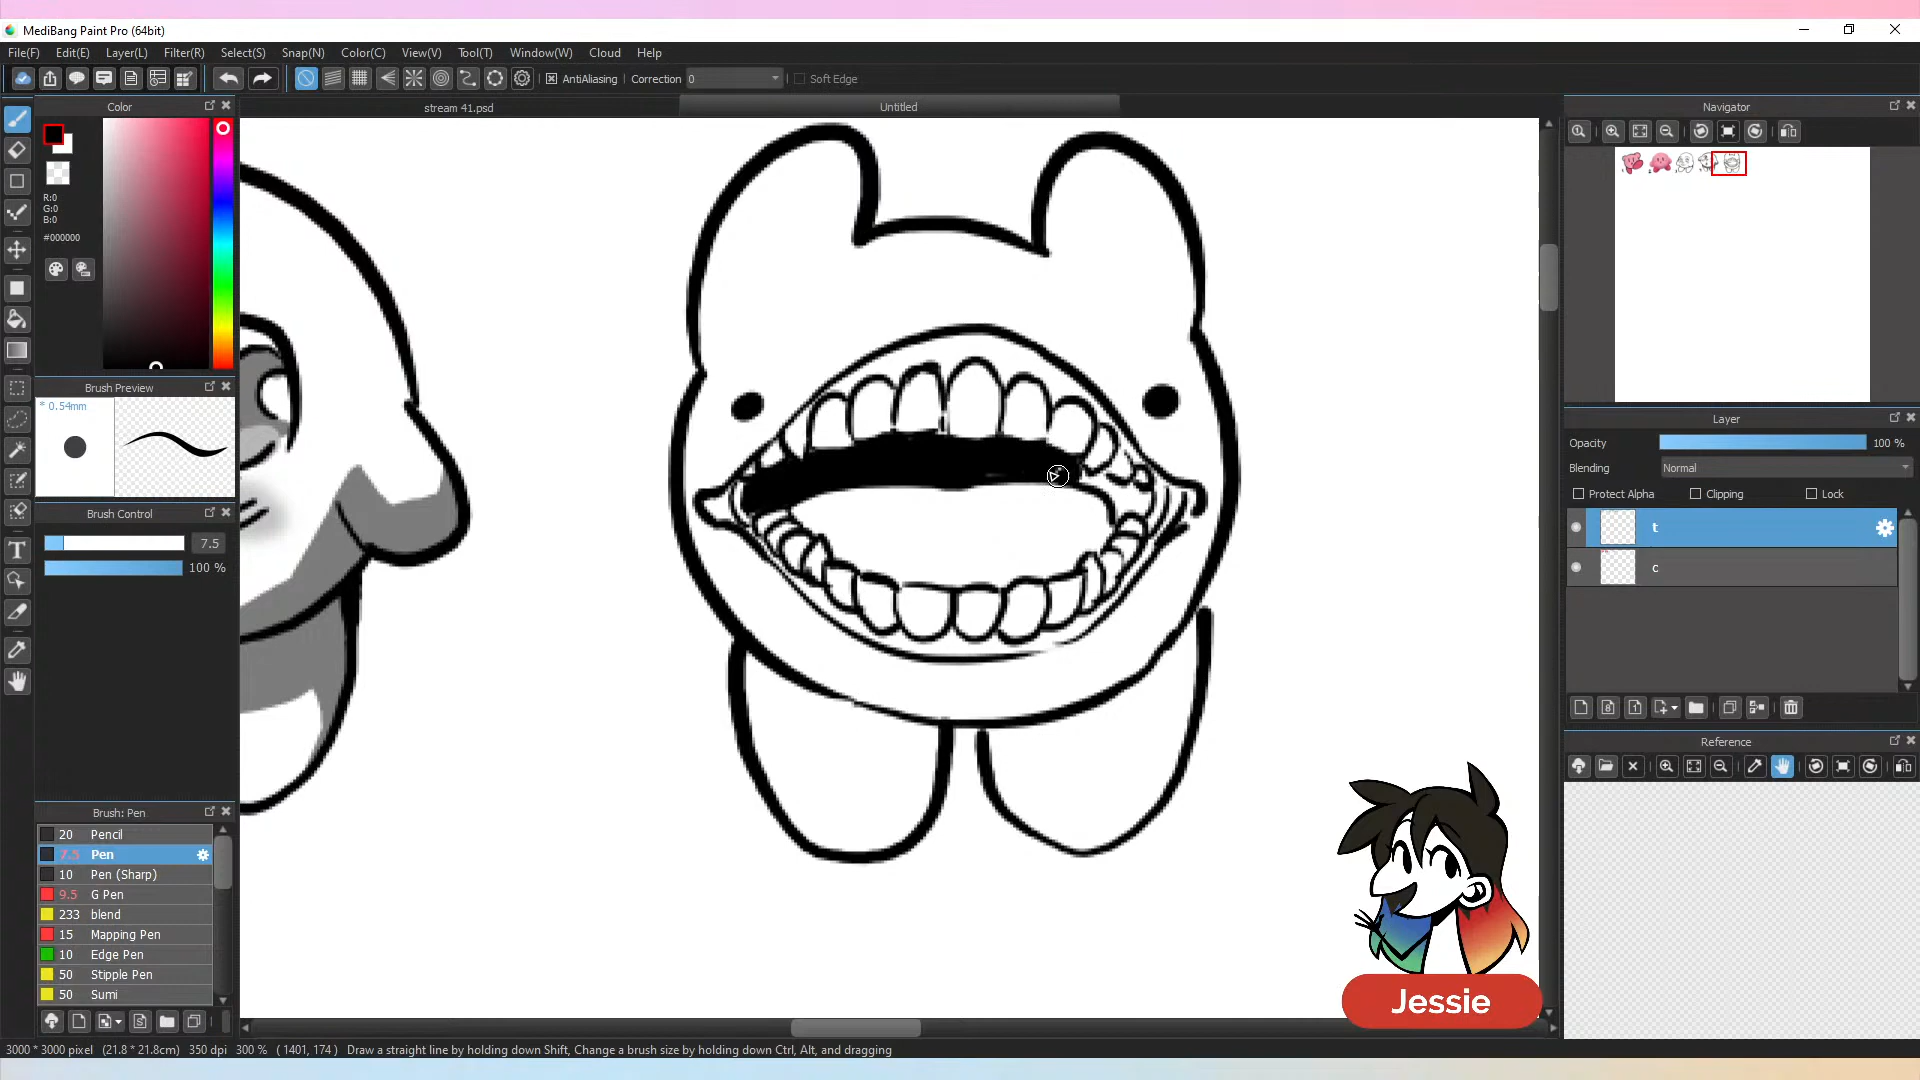 MediBang Paint Pro (64bit)
File(F) Edit(E) Layer(L) Filter(R) Select(S) Snap(N) Color(C) View(V) Tool(T) Window(W) Cloud Help
AntiAliasing Correction 0 Soft Edge
Color
stream 41.psd
Untitled
Navigator
R:0
G:0
B:0
#000000
Brush Preview
* 0.54mm
Layer
Opacity 100 %
Blending Normal
Protect Alpha Clipping Lock
t
c
Brush Control
7.5
100 %
Reference
Brush: Pen
20 Pencil
7.5 Pen
10 Pen (Sharp)
9.5 G Pen
233 blend
15 Mapping Pen
10 Edge Pen
50 Stipple Pen
50 Sumi
Jessie
3000 * 3000 pixel (21.8 * 21.8cm) 350 dpi 300 % ( 1401, 174 ) Draw a straight line by holding down Shift, Change a brush size by holding down Ctrl, Alt, and dragging